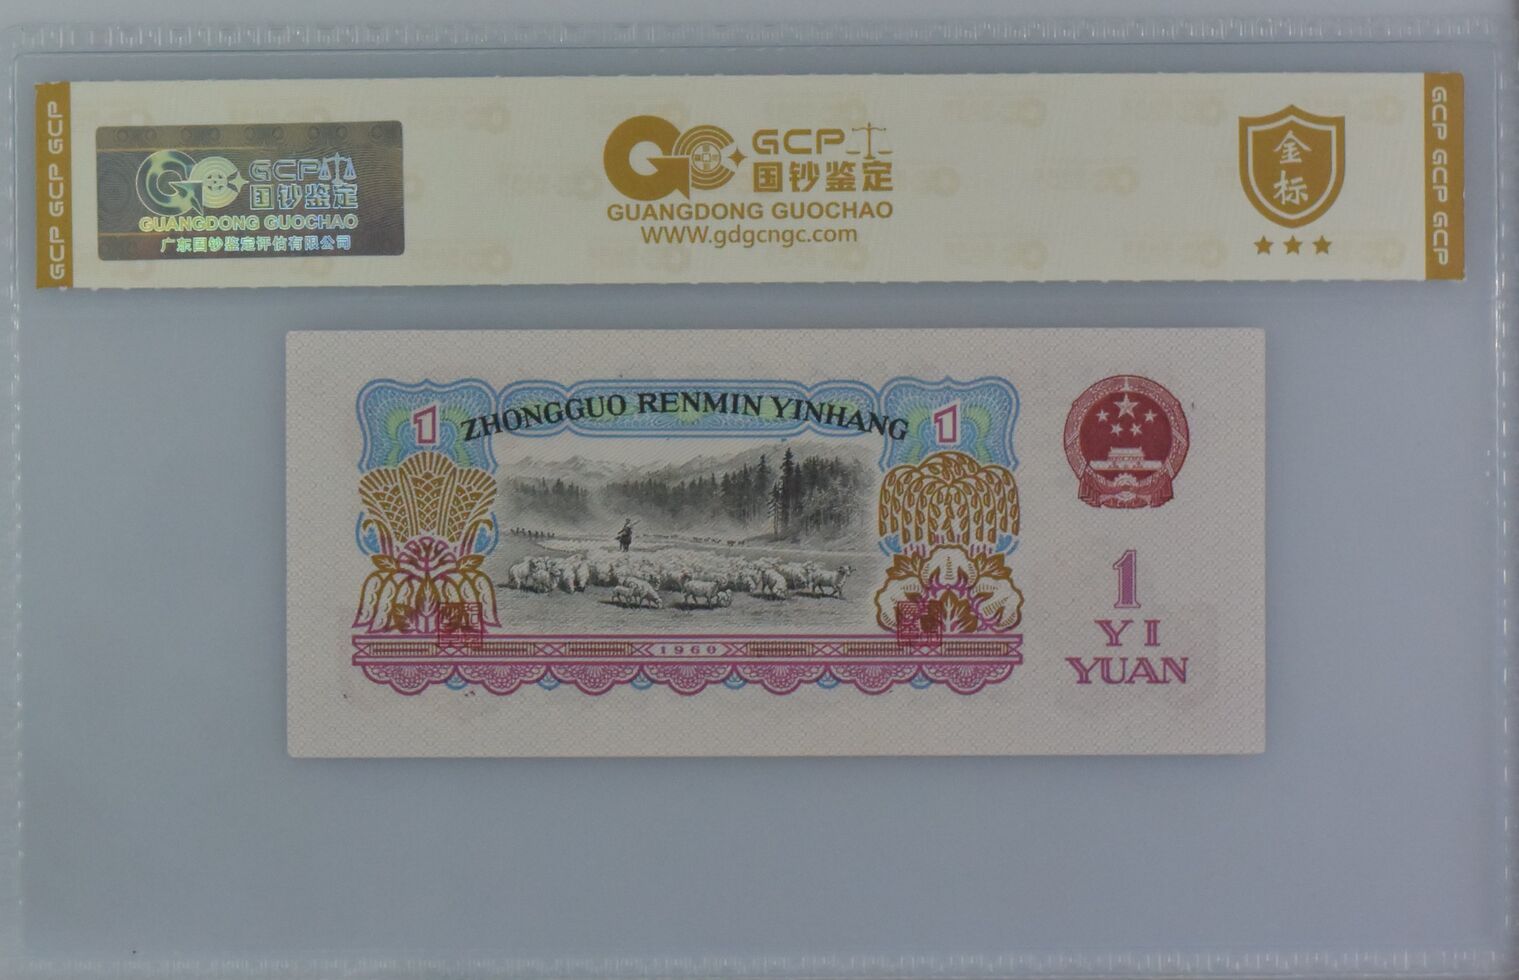 GCP GCP GCP
GCP
国钞鉴定
GUANGDONG GUOCHAO
广东国钞鉴定评估有限公司
GCP
国钞鉴定
GUANGDONG GUOCHAO
WWW.gdgcngc.com
金
标
GCP GCP GCP
1
ZHONGGUO RENMIN YINHANG
1
1
YI
YUAN
1960